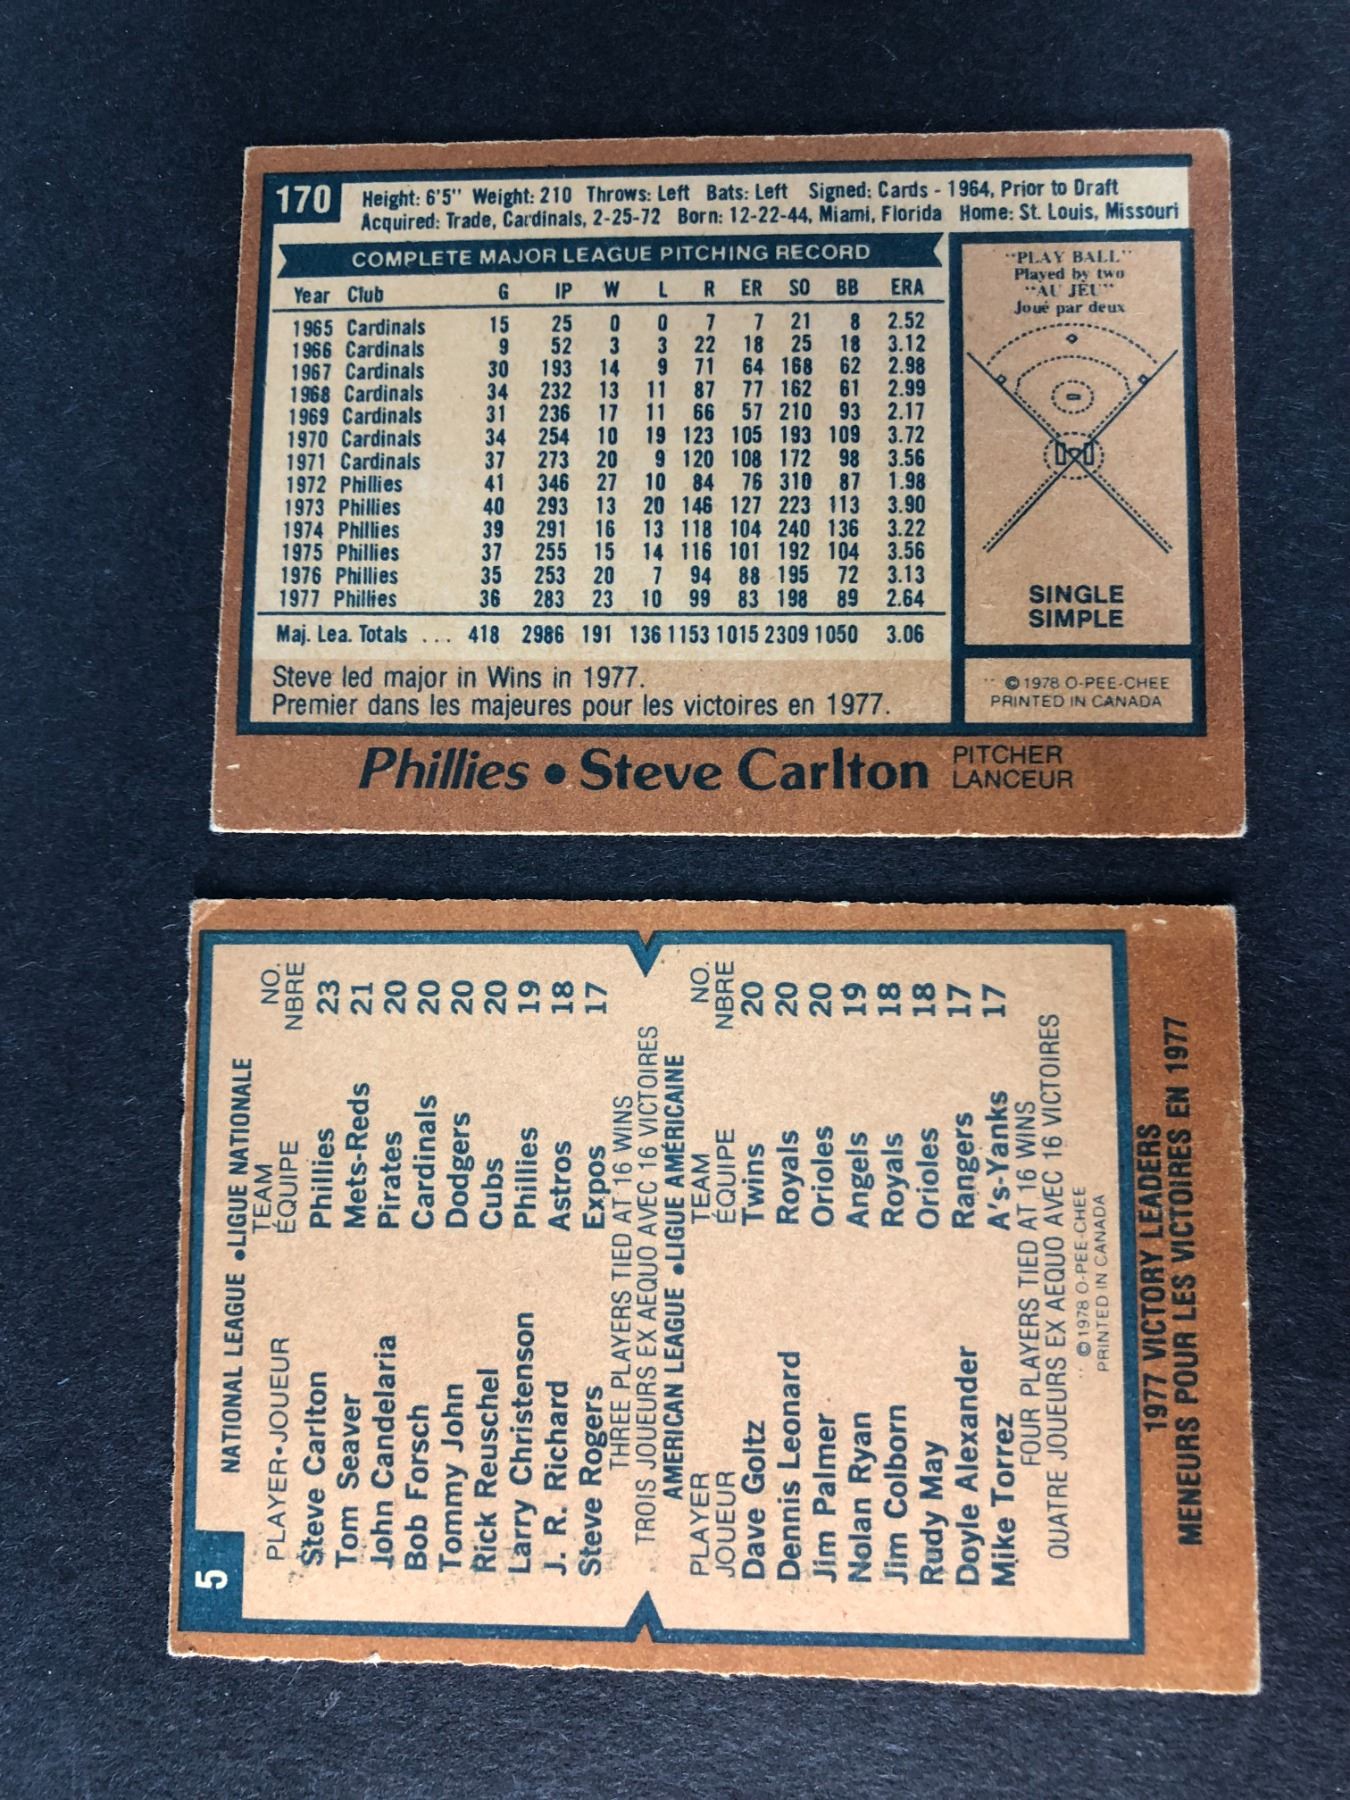 170
Height: 6'5" Weight: 210 Throws: Left Bats: Left Signed: Cards - 1964, Prior to Draft
Acquired: Trade, Cardinals, 2-25-72 Born: 12-22-44, Miami, Florida Home: St. Louis, Missouri
COMPLETE MAJOR LEAGUE PITCHING RECORD
Year Club G IP W L R ER SO BB ERA
1965 Cardinals 15 25 0 0 7 7 21 8 2.52
1966 Cardinals 9 52 3 3 22 18 25 18 3.12
1967 Cardinals 30 193 14 9 71 64 168 62 2.98
1968 Cardinals 34 232 13 11 87 77 162 61 2.99
1969 Cardinals 31 236 17 11 66 57 210 93 2.17
1970 Cardinals 34 254 10 19 123 105 193 109 3.72
1971 Cardinals 37 273 20 9 120 108 172 98 3.56
1972 Phillies 41 346 27 10 84 76 310 87 1.98
1973 Phillies 40 293 13 20 146 127 223 113 3.90
1974 Phillies 39 291 16 13 118 104 240 136 3.22
1975 Phillies 37 255 15 14 116 101 192 104 3.56
1976 Phillies 35 253 20 7 94 88 195 72 3.13
1977 Phillies 36 283 23 10 99 83 198 89 2.64
Maj. Lea. Totals ... 418 2986 191 136 1153 1015 2309 1050 3.06
Steve led major in Wins in 1977.
Premier dans les majeures pour les victoires en 1977.
"PLAY BALL"
Played by two
"AU JEU"
Joué par deux
SINGLE
SIMPLE
© 1978 O-PEE-CHEE
PRINTED IN CANADA
Phillies • Steve Carlton
PITCHER
LANCEUR
5
NATIONAL LEAGUE • LIGUE NATIONALE
PLAYER-JOUEUR TEAM ÉQUIPE NO. NBRE
Steve Carlton Phillies 23
Tom Seaver Mets-Reds 21
John Candelaria Pirates 20
Bob Forsch Cardinals 20
Tommy John Dodgers 20
Rick Reuschel Cubs 20
Larry Christenson Phillies 19
J. R. Richard Astros 18
Steve Rogers Expos 17
THREE PLAYERS TIED AT 16 WINS
TROIS JOUEURS EX AEQUO AVEC 16 VICTOIRES
AMERICAN LEAGUE • LIGUE AMÉRICAINE
PLAYER TEAM NO.
JOUEUR ÉQUIPE NBRE
Dave Goltz Twins 20
Dennis Leonard Royals 20
Jim Palmer Orioles 20
Nolan Ryan Angels 19
Jim Colborn Royals 18
Rudy May Orioles 18
Doyle Alexander Rangers 17
Mike Torrez A's-Yanks 17
FOUR PLAYERS TIED AT 16 WINS
QUATRE JOUEURS EX AEQUO AVEC 16 VICTOIRES
© 1978 O-PEE-CHEE
PRINTED IN CANADA
1977 VICTORY LEADERS
MENEURS POUR LES VICTOIRES EN 1977